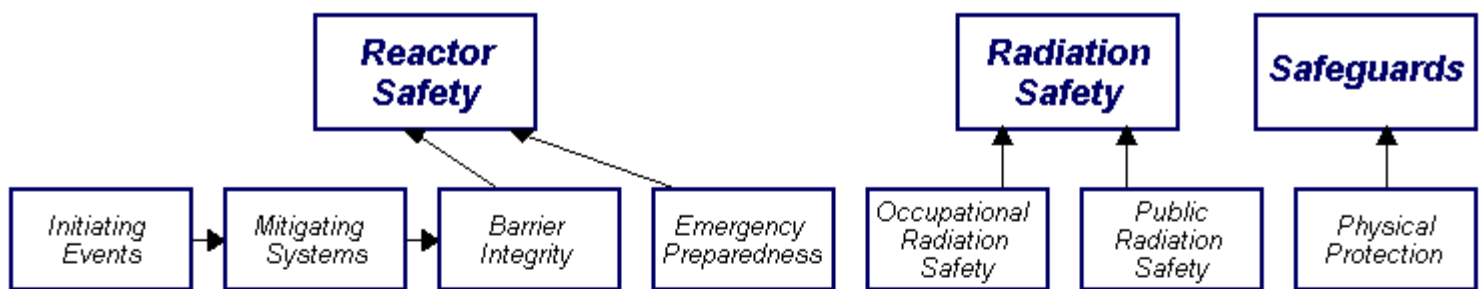 Reactor
Safety
Radiation
Safety
Safeguards
Initiating
Events
Mitigating
Systems
Barrier
Integrity
Emergency
Preparedness
Occupational
Radiation
Safety
Public
Radiation
Safety
Physical
Protection